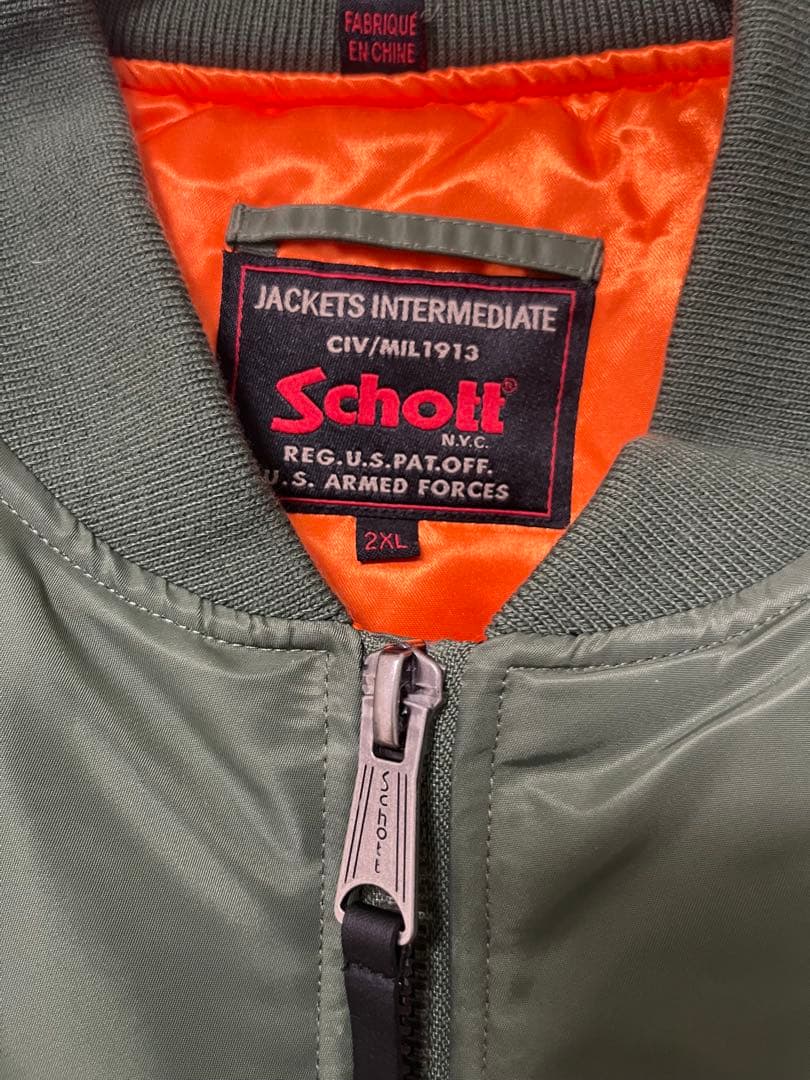 FABRIQUÉ
EN CHINE
JACKETS INTERMEDIATE
CIV/MIL1913
Schott®
N.Y.C.
REG.U.S.PAT.OFF.
U.S. ARMED FORCES
2XL
Schott